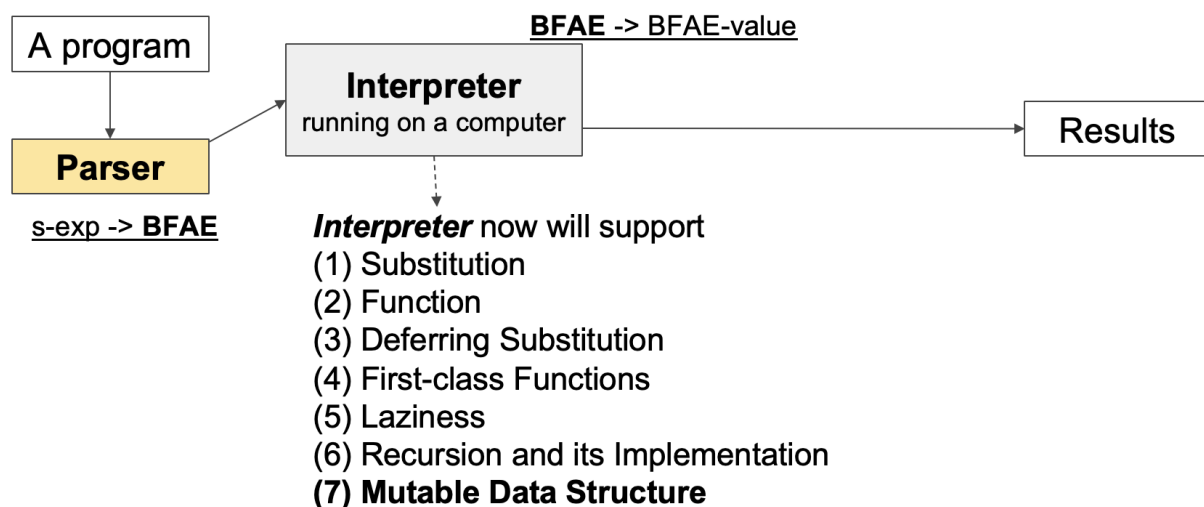 BFAE -> BFAE-value
A program
Interpreter
running on a computer
Results
Parser
s-exp -> BFAE
Interpreter now will support
(1) Substitution
(2) Function
(3) Deferring Substitution
(4) First-class Functions
(5) Laziness
(6) Recursion and its Implementation
(7) Mutable Data Structure